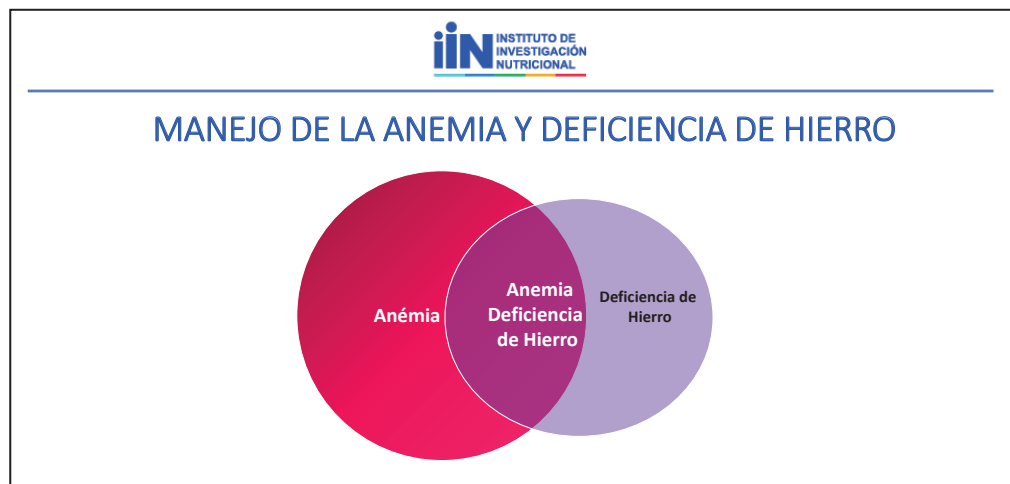 iiN INSTITUTO DE
INVESTIGACIÓN
NUTRICIONAL
MANEJO DE LA ANEMIA Y DEFICIENCIA DE HIERRO
Anémia
Anemia
Deficiencia
de Hierro
Deficiencia de
Hierro